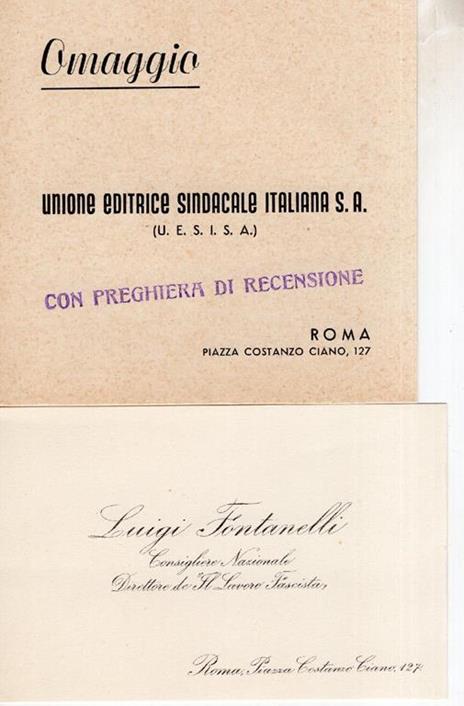 Omaggio
UNIONE EDITRICE SINDACALE ITALIANA S. A.
(U. E. S. I. S. A.)
CON PREGHIERA DI RECENSIONE
ROMA
PIAZZA COSTANZO CIANO, 127
Luigi Fontanelli
Consigliere Nazionale
Direttore de "Il Lavoro Fascista„
Roma, Piazza Costanzo Ciano, 127